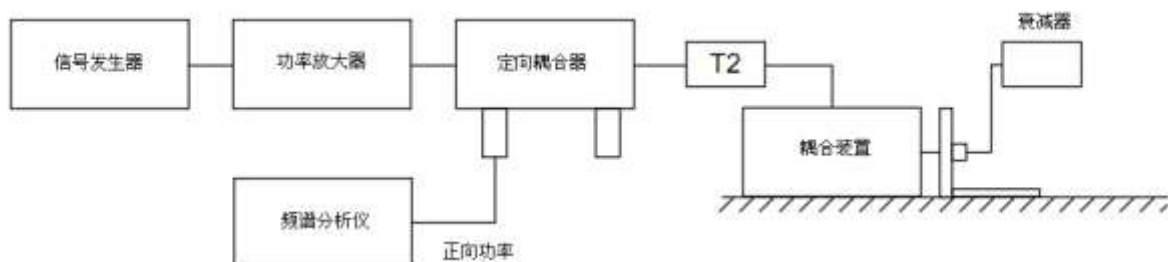 衰减器
信号发生器
功率放大器
定向耦合器
T2
耦合装置
频谱分析仪
正向功率